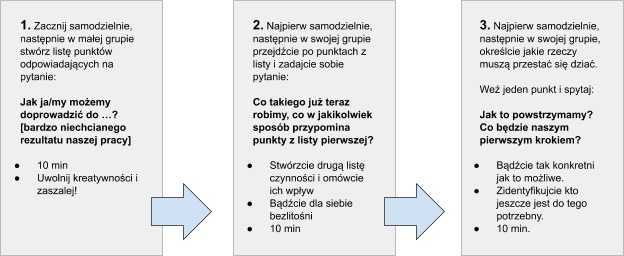 1. Zacznij samodzielnie,
następnie w małej grupie
stwórz listę punktów
odpowiadających na
pytanie:
Jak ja/my możemy
doprowadzić do …?
[bardzo niechcianego
rezultatu naszej pracy]
● 10 min
● Uwolnij kreatywności i
zaszalej!
2. Najpierw samodzielnie,
następnie w swojej grupie
przejdźcie po punktach z
listy i zadajcie sobie
pytanie:
Co takiego już teraz
robimy, co w jakikolwiek
sposób przypomina
punkty z listy pierwszej?
● Stwórzcie drugą listę
czynności i omówcie
ich wpływ
● Bądźcie dla siebie
bezlitośni
● 10 min
3. Najpierw samodzielnie,
następnie w swojej grupie,
określcie jakie rzeczy
muszą przestać się dziać.
Weź jeden punkt i spytaj:
Jak to powstrzymamy?
Co będzie naszym
pierwszym krokiem?
● Bądźcie tak konkretni
jak to możliwe.
● Zidentyfikujcie kto
jeszcze jest do tego
potrzebny.
● 10 min.